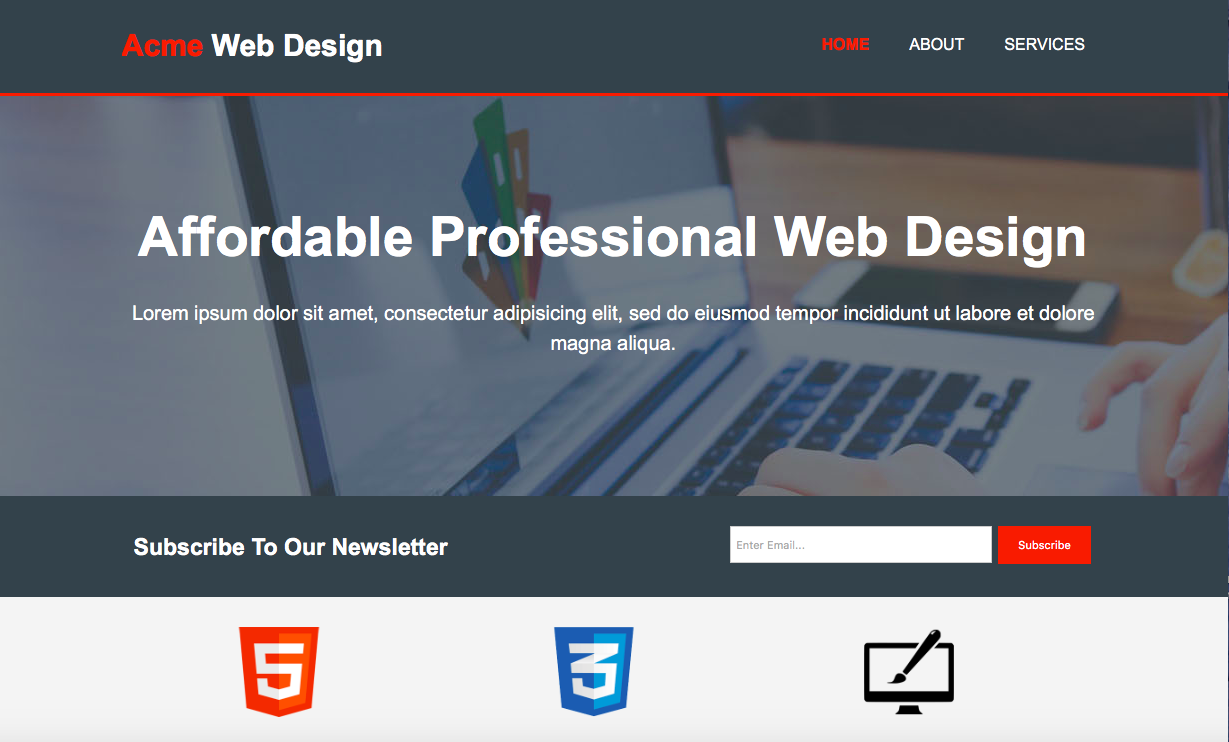 Acme Web Design
HOME ABOUT SERVICES
Affordable Professional Web Design
Lorem ipsum dolor sit amet, consectetur adipisicing elit, sed do eiusmod tempor incididunt ut labore et dolore
magna aliqua.
Subscribe To Our Newsletter
Enter Email...
Subscribe
5
3